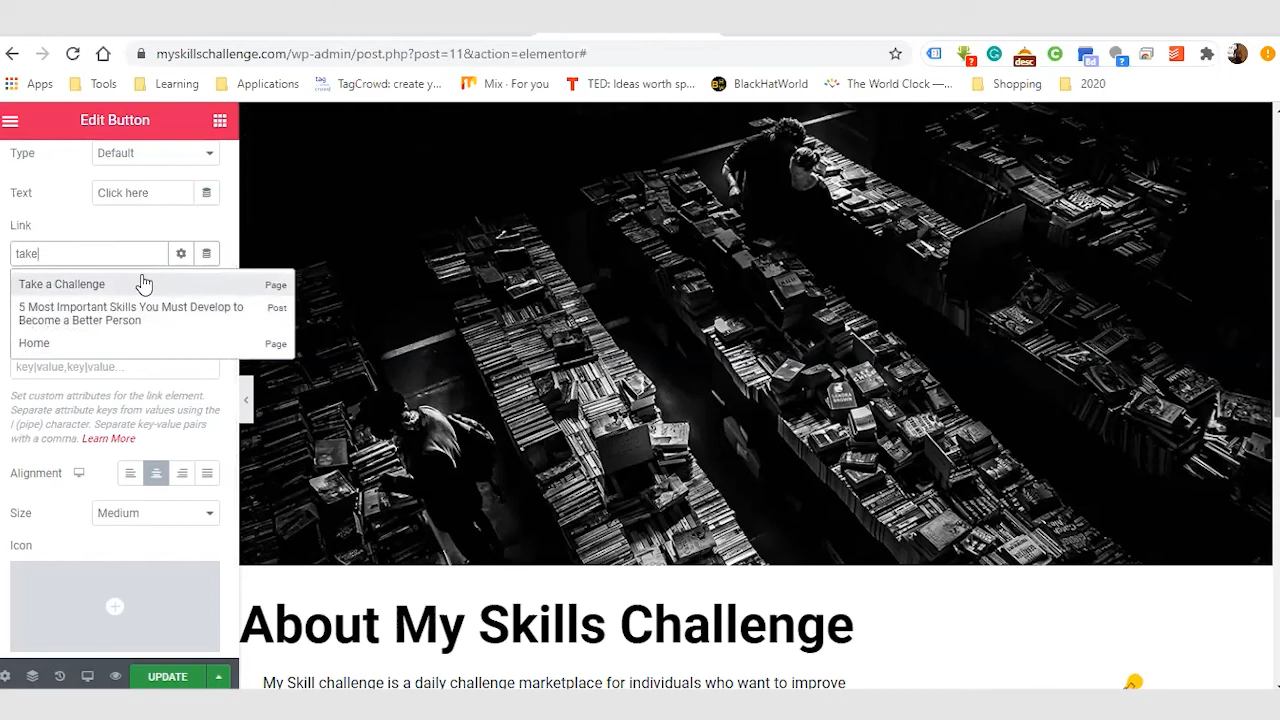 myskillschallenge.com/wp-admin/post.php?post=11&action=elementor#
desc
Bd
Apps
Tools
Learning
Applications
TagCrowd: create y...
Mix · For you
TED: Ideas worth sp...
BlackHatWorld
The World Clock —...
Shopping
2020
Edit Button
Type
Default
Text
Click here
Link
take
Take a Challenge
Page
5 Most Important Skills You Must Develop to
Post
Become a Better Person
Home
Page
key|value,key|value...
Set custom attributes for the link element.
Separate attribute keys from values using the
| (pipe) character. Separate key-value pairs
with a comma. Learn More
Alignment
Size
Medium
Icon
UPDATE
About My Skills Challenge
My Skill challenge is a daily challenge marketplace for individuals who want to improve